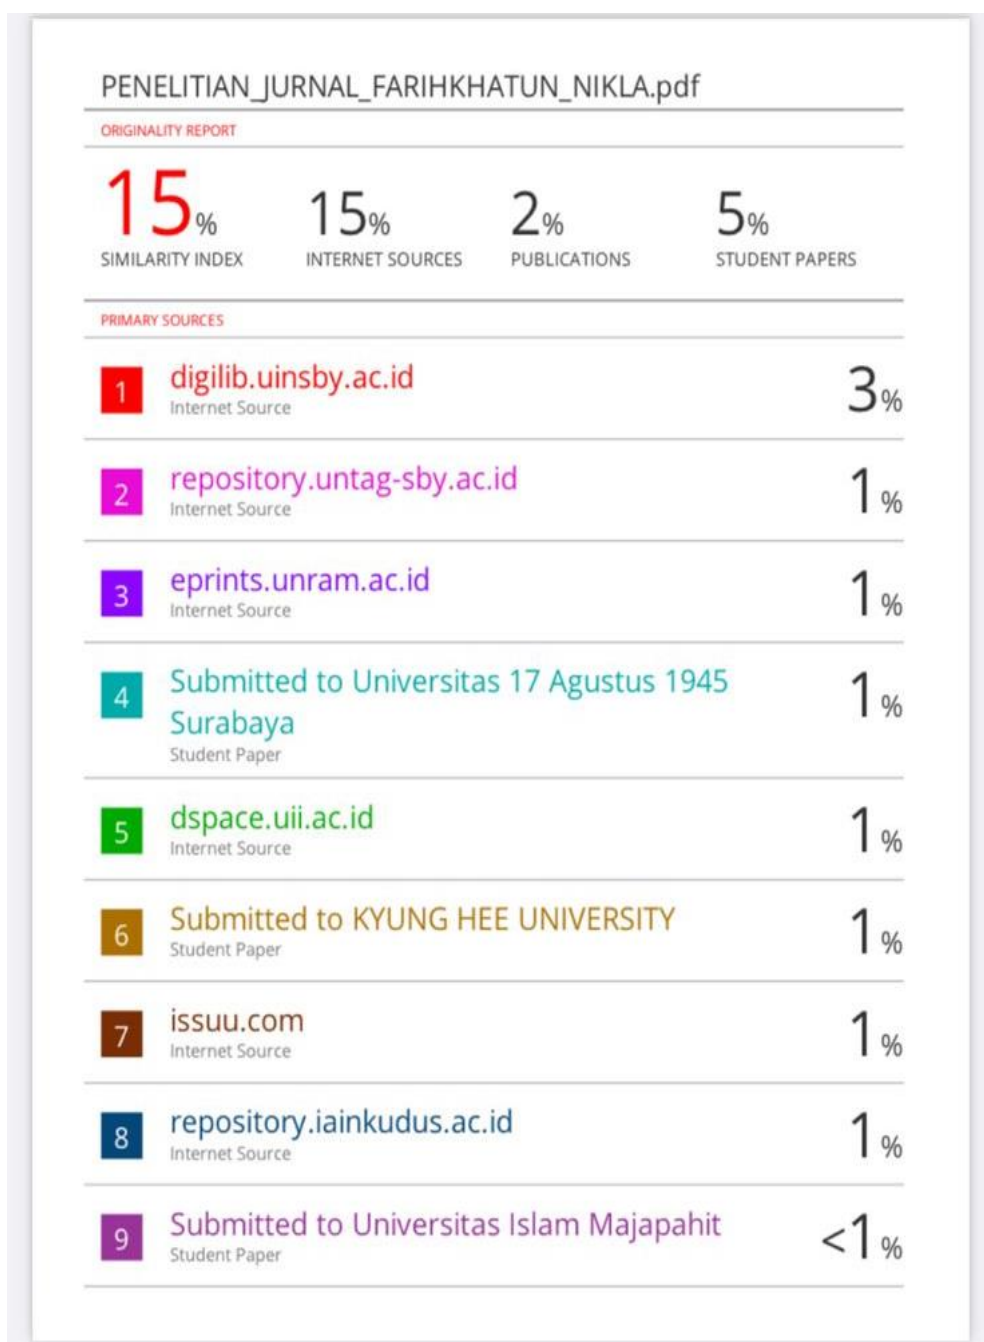 PENELITIAN_JURNAL_FARIHKHATUN_NIKLA.pdf
ORIGINALITY REPORT
15% 15% 2% 5%
SIMILARITY INDEX INTERNET SOURCES PUBLICATIONS STUDENT PAPERS
PRIMARY SOURCES
1 digilib.uinsby.ac.id 3%
Internet Source
2 repository.untag-sby.ac.id 1%
Internet Source
3 eprints.unram.ac.id 1%
Internet Source
4 Submitted to Universitas 17 Agustus 1945 1%
Surabaya
Student Paper
5 dspace.uii.ac.id 1%
Internet Source
6 Submitted to KYUNG HEE UNIVERSITY 1%
Student Paper
7 issuu.com 1%
Internet Source
8 repository.iainkudus.ac.id 1%
Internet Source
9 Submitted to Universitas Islam Majapahit <1%
Student Paper